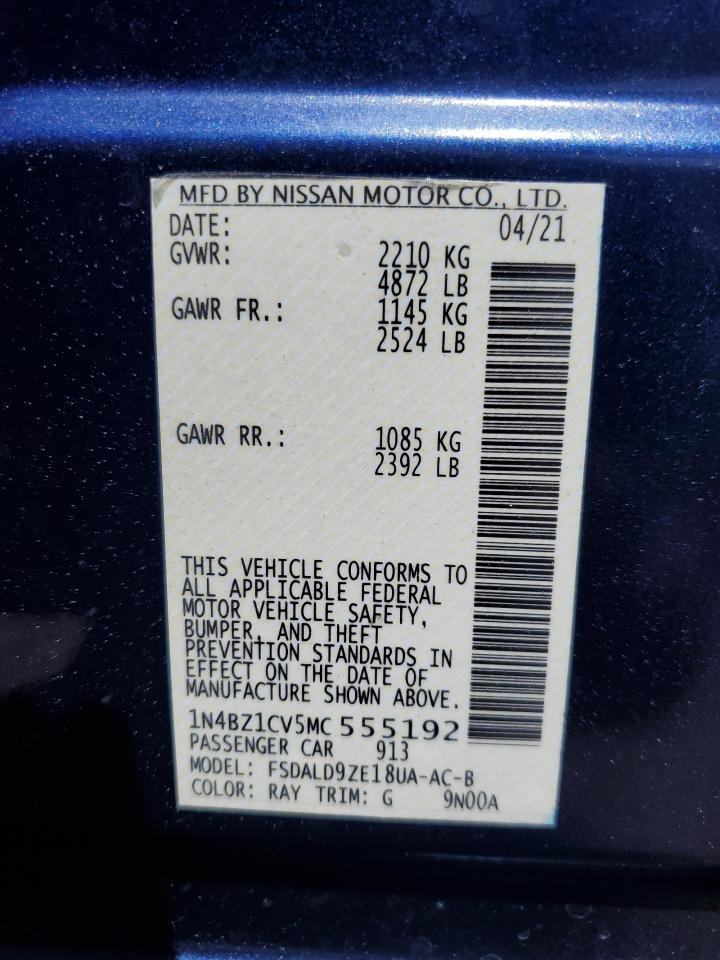 MFD BY NISSAN MOTOR CO., LTD.
DATE: 04/21
GVWR: 2210 KG
4872 LB
GAWR FR.: 1145 KG
2524 LB
GAWR RR.: 1085 KG
2392 LB
THIS VEHICLE CONFORMS TO
ALL APPLICABLE FEDERAL
MOTOR VEHICLE SAFETY,
BUMPER, AND THEFT
PREVENTION STANDARDS IN
EFFECT ON THE DATE OF
MANUFACTURE SHOWN ABOVE.
1N4BZ1CV5MC 555192
PASSENGER CAR 913
MODEL: FSDALD9ZE18UA-AC-B
COLOR: RAY TRIM: G 9N00A